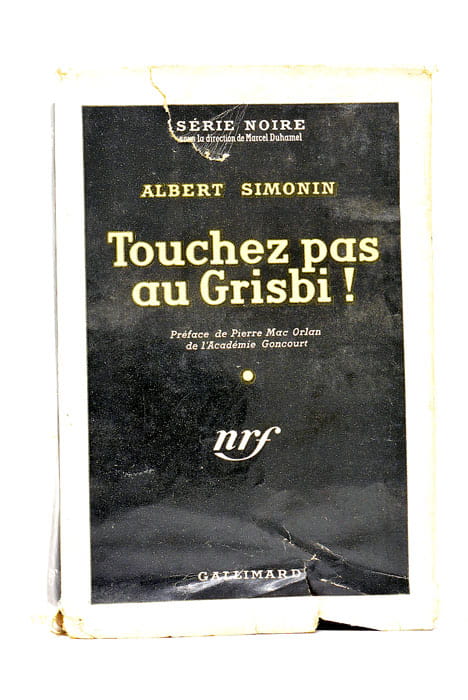 SÉRIE NOIRE
sous la direction de Marcel Duhamel
ALBERT SIMONIN
Touchez pas
au Grisbi !
Préface de Pierre Mac Orlan
de l'Académie Goncourt
nrf
GALLIMARD